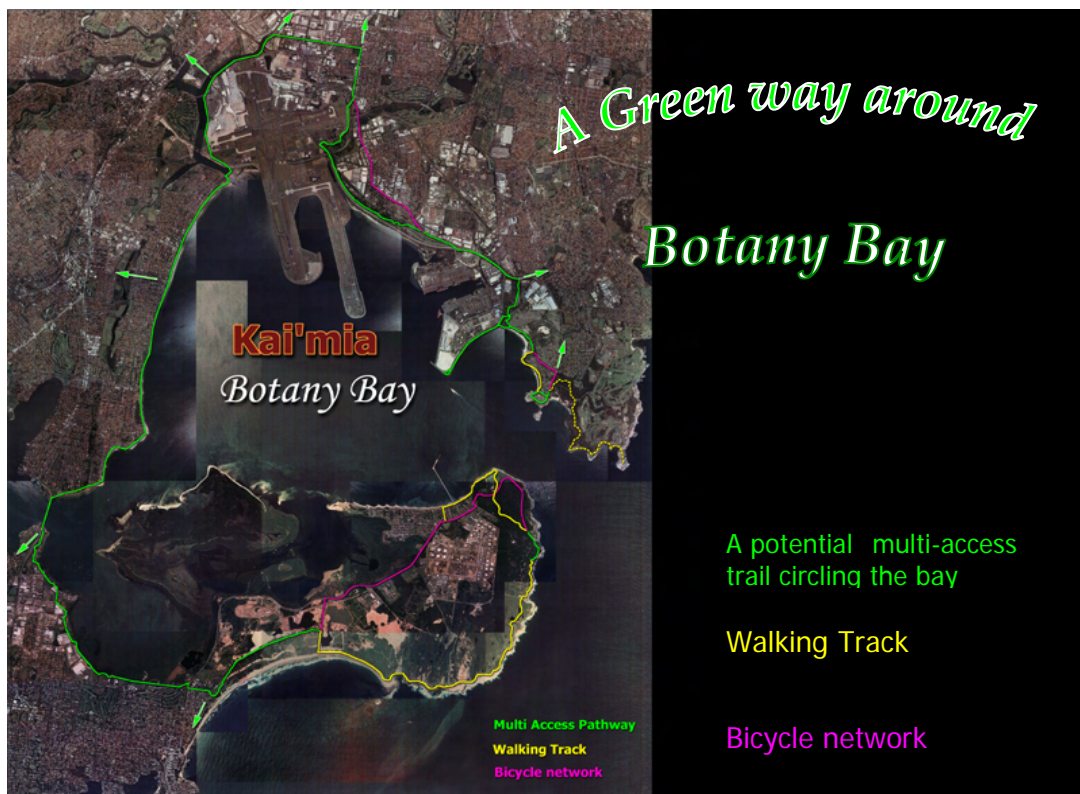 A Green way around
Botany Bay
Kai'mia
Botany Bay
A potential multi-access
trail circling the bay
Walking Track
Bicycle network
Multi Access Pathway
Walking Track
Bicycle network